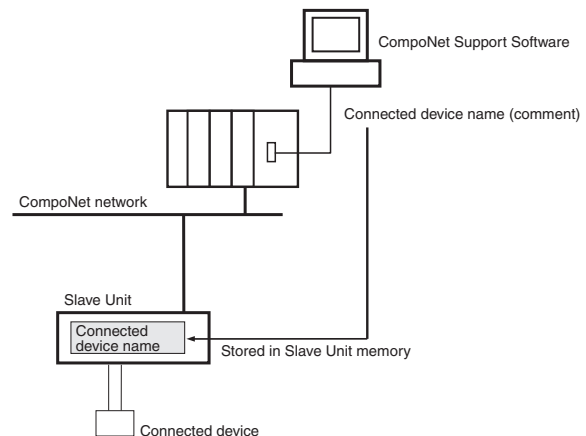 CompoNet Support Software
Connected device name (comment)
CompoNet network
Slave Unit
Connected
device name
Stored in Slave Unit memory
Connected device